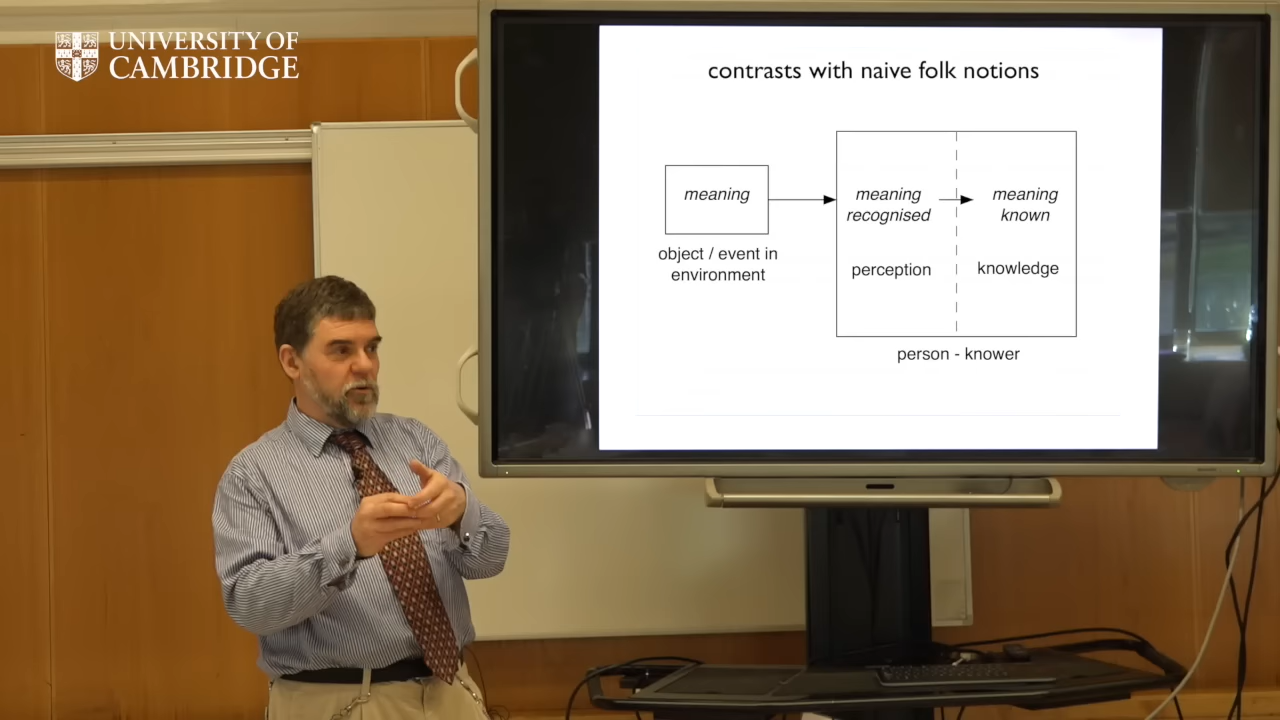 UNIVERSITY OF
CAMBRIDGE
contrasts with naive folk notions
meaning
meaning
recognised
meaning
known
object / event in
environment
perception
knowledge
person - knower